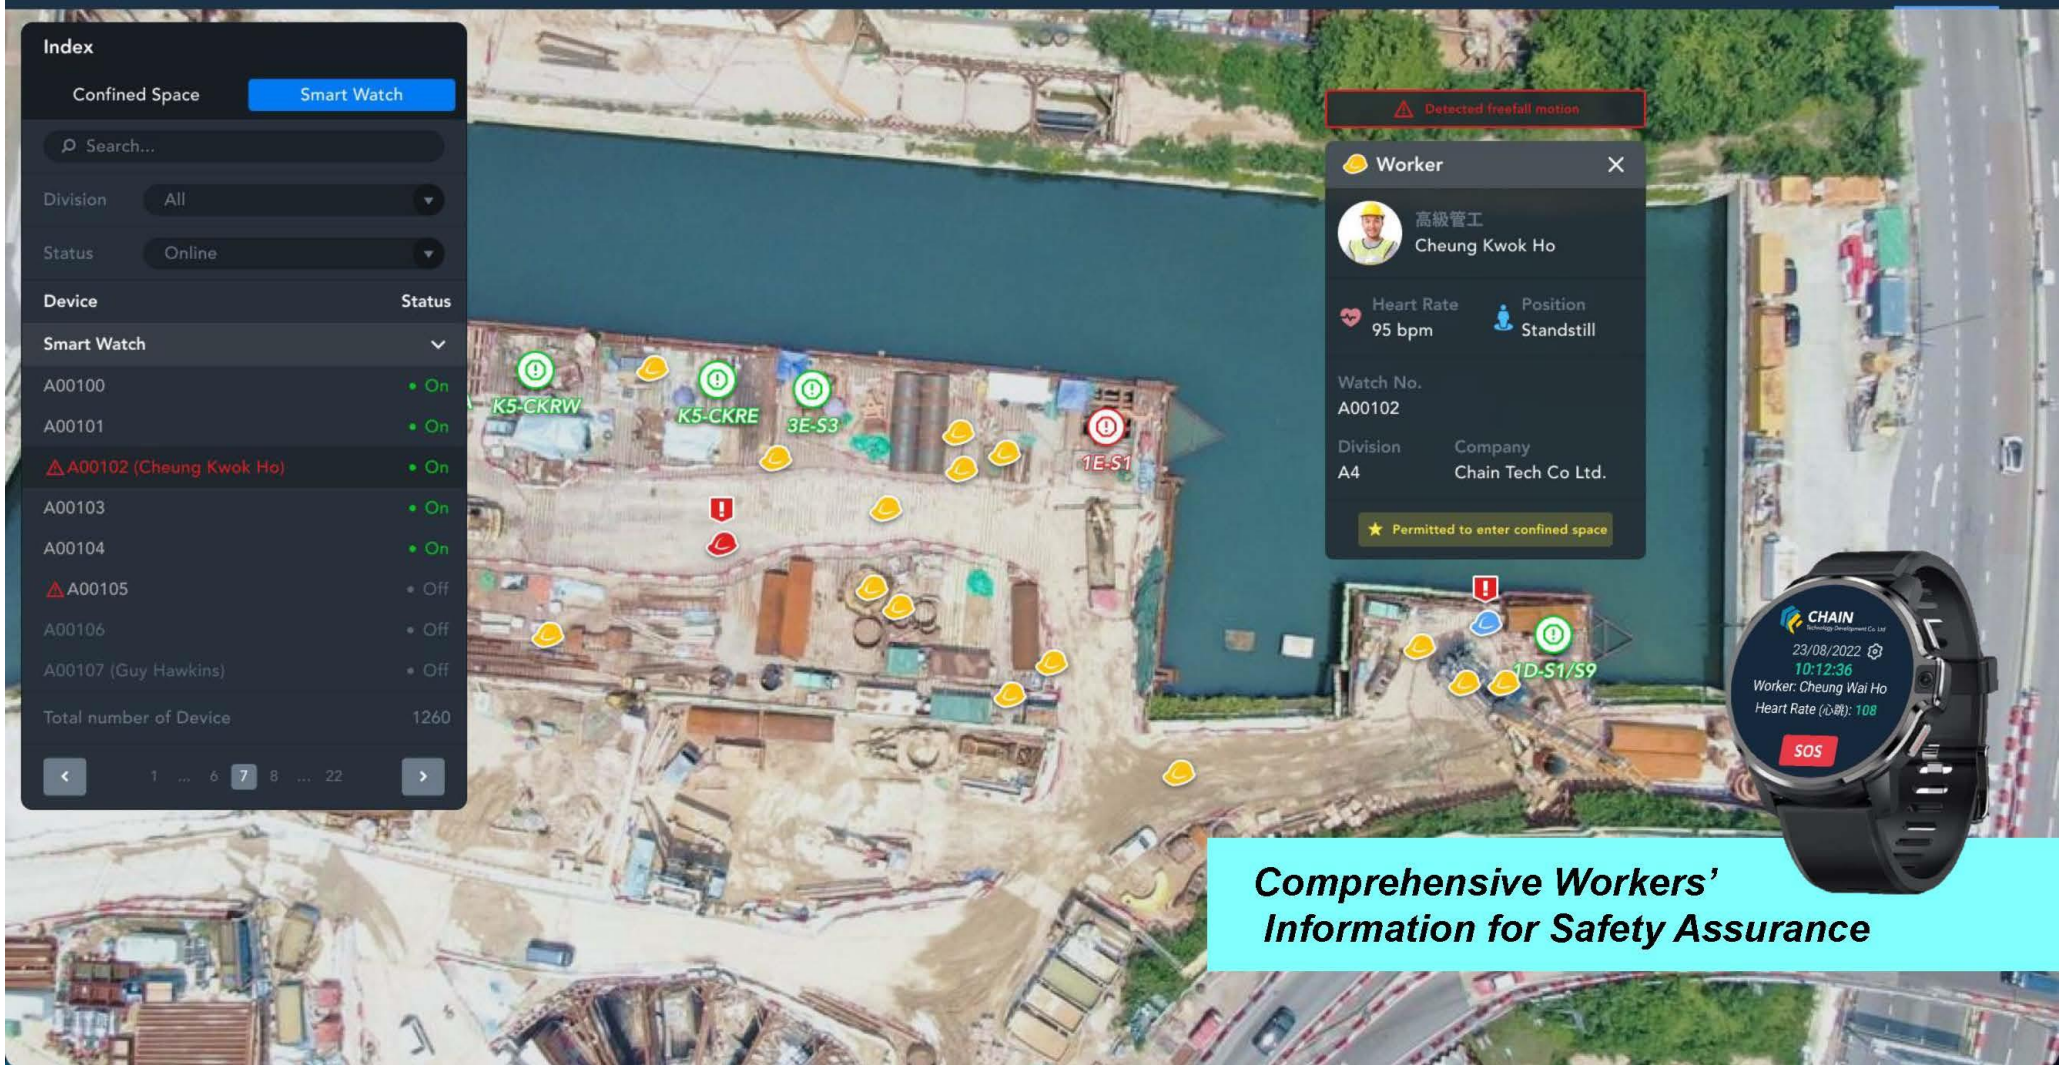 Index
Confined Space
Smart Watch
Search...
Division All
Status Online
Device Status
Smart Watch
A00100 On
A00101 On
A00102 (Cheung Kwok Ho) On
A00103 On
A00104 On
A00105 Off
A00106 Off
A00107 (Guy Hawkins) Off
Total number of Device 1260
< 1 ... 6 7 8 ... 22 >
K5-CKRW
K5-CKRE
3E-S3
1E-S1
1D-S1/S9
Detected freefall motion
Worker
高級管工
Cheung Kwok Ho
Heart Rate Position
95 bpm Standstill
Watch No.
A00102
Division Company
A4 Chain Tech Co Ltd.
Permitted to enter confined space
CHAIN
Technology Development Co. Ltd
23/08/2022
10:12:36
Worker: Cheung Wai Ho
Heart Rate (心跳): 108
SOS
Comprehensive Workers’
Information for Safety Assurance